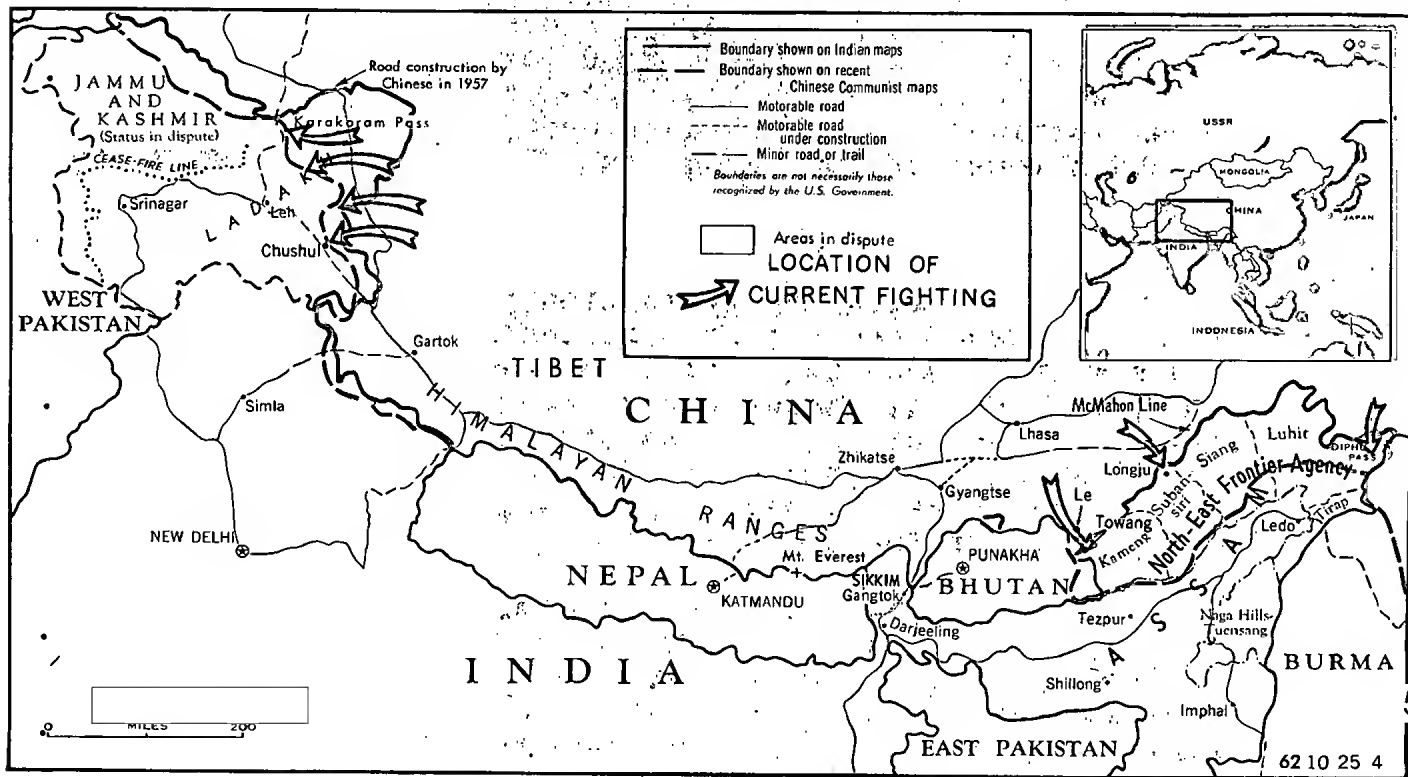 Road construction by
Chinese in 1957
JAMMU
AND
KASHMIR
(Status in dispute)
Karakoram Pass
CEASE-FIRE LINE
Srinagar
LADAK
Leh
Chushul
WEST
PAKISTAN
Gartok
Simla
NEW DELHI
Boundary shown on Indian maps
Boundary shown on recent
Chinese Communist maps
Motorable road
Motorable road
under construction
Minor road or trail
Boundaries are not necessarily those
recognized by the U.S. Government.
Areas in dispute
LOCATION OF
CURRENT FIGHTING
USSR
MONGOLIA
CHINA
JAPAN
INDIA
INDONESIA
TIBET
CHINA
HIMALAYAN
RANGES
McMahon Line
Lhasa
Zhikatse
Gyangtse
Longju
Le
Towang
Luhit
DIPHU
PASS
Siang
Suban-
siri
Kameng
North-East Frontier Agency
Tirap
Ledo
ASSAM
Mt. Everest
NEPAL
KATMANDU
SIKKIM
Gangtok
PUNAKHA
BHUTAN
Darjeeling
Tezpur
Naga Hills-
Tuensang
INDIA
Shillong
Imphal
BURMA
EAST PAKISTAN
0 MILES 200
62 10 25 4